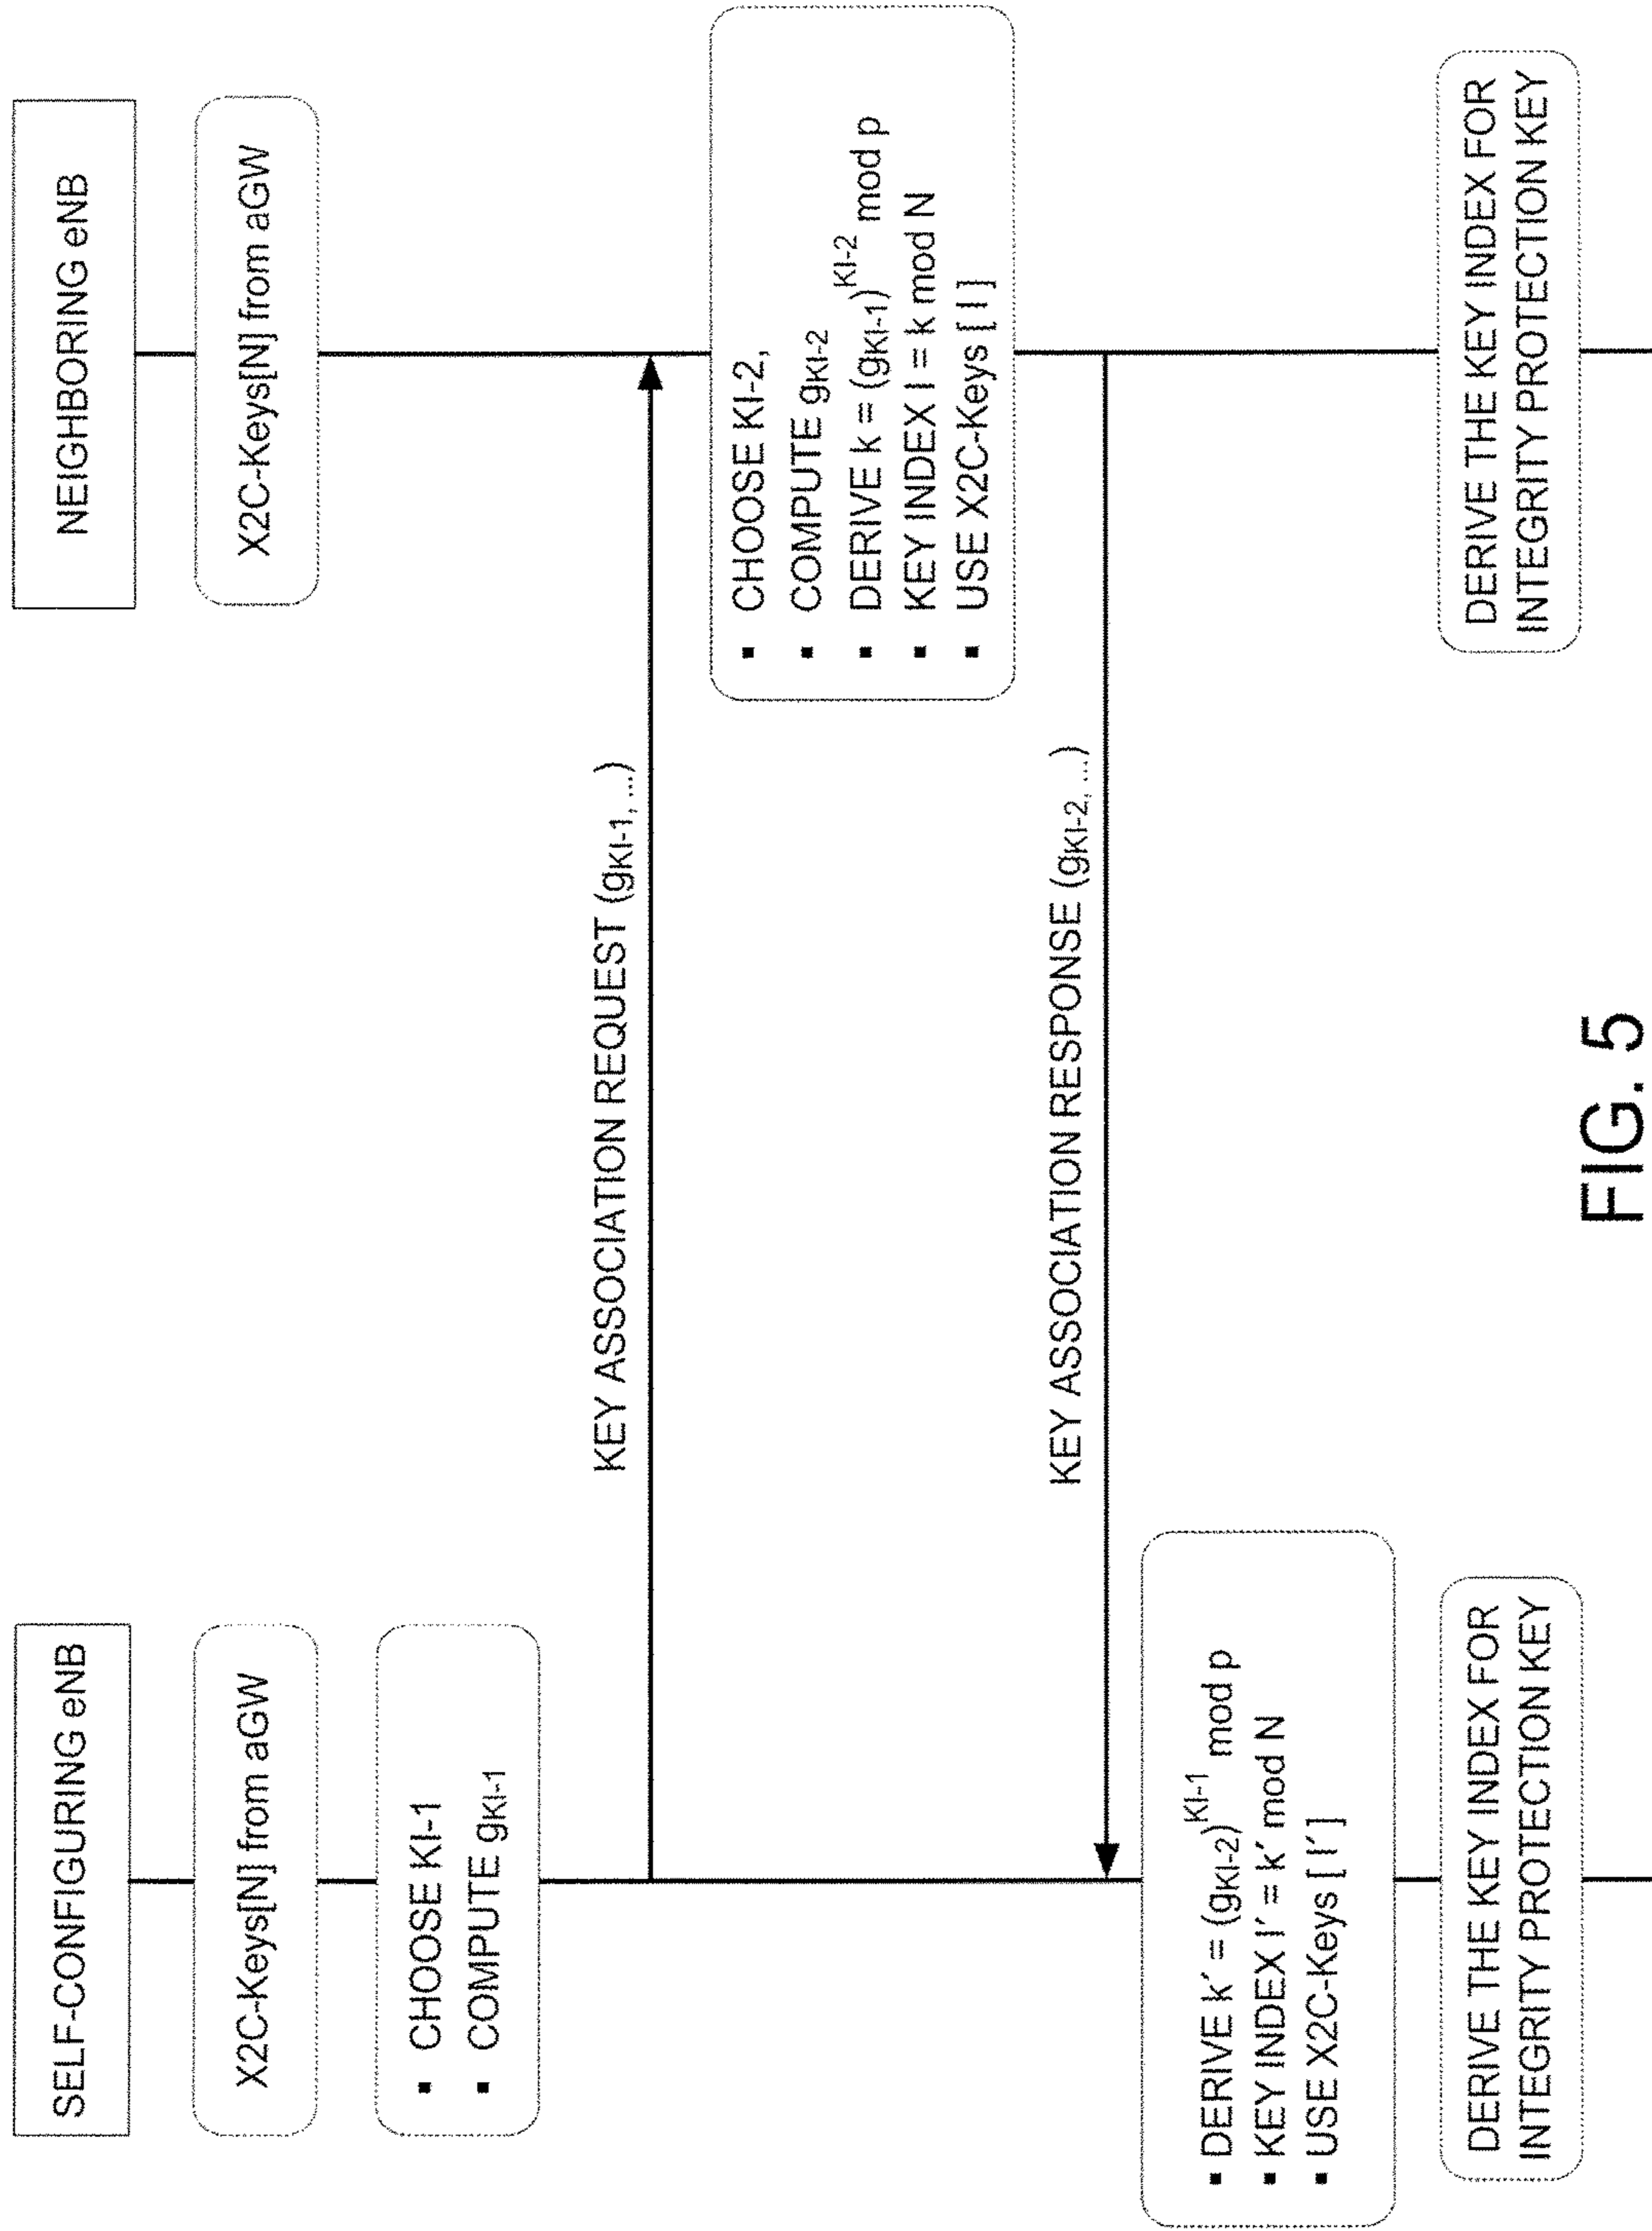 SELF-CONFIGURING eNB
NEIGHBORING eNB
X2C-Keys[N] from aGW
X2C-Keys[N] from aGW
▪ CHOOSE KI-1
▪ COMPUTE gKI-1
KEY ASSOCIATION REQUEST (gKI-1, ...)
▪ CHOOSE KI-2,
▪ COMPUTE gKI-2
▪ DERIVE k = (gKI-1)^KI-2 mod p
▪ KEY INDEX I = k mod N
▪ USE X2C-Keys [ I ]
KEY ASSOCIATION RESPONSE (gKI-2, ...)
▪ DERIVE k′ = (gKI-2)^KI-1 mod p
▪ KEY INDEX I′ = k′ mod N
▪ USE X2C-Keys [ I′ ]
DERIVE THE KEY INDEX FOR
INTEGRITY PROTECTION KEY
DERIVE THE KEY INDEX FOR
INTEGRITY PROTECTION KEY
FIG. 5